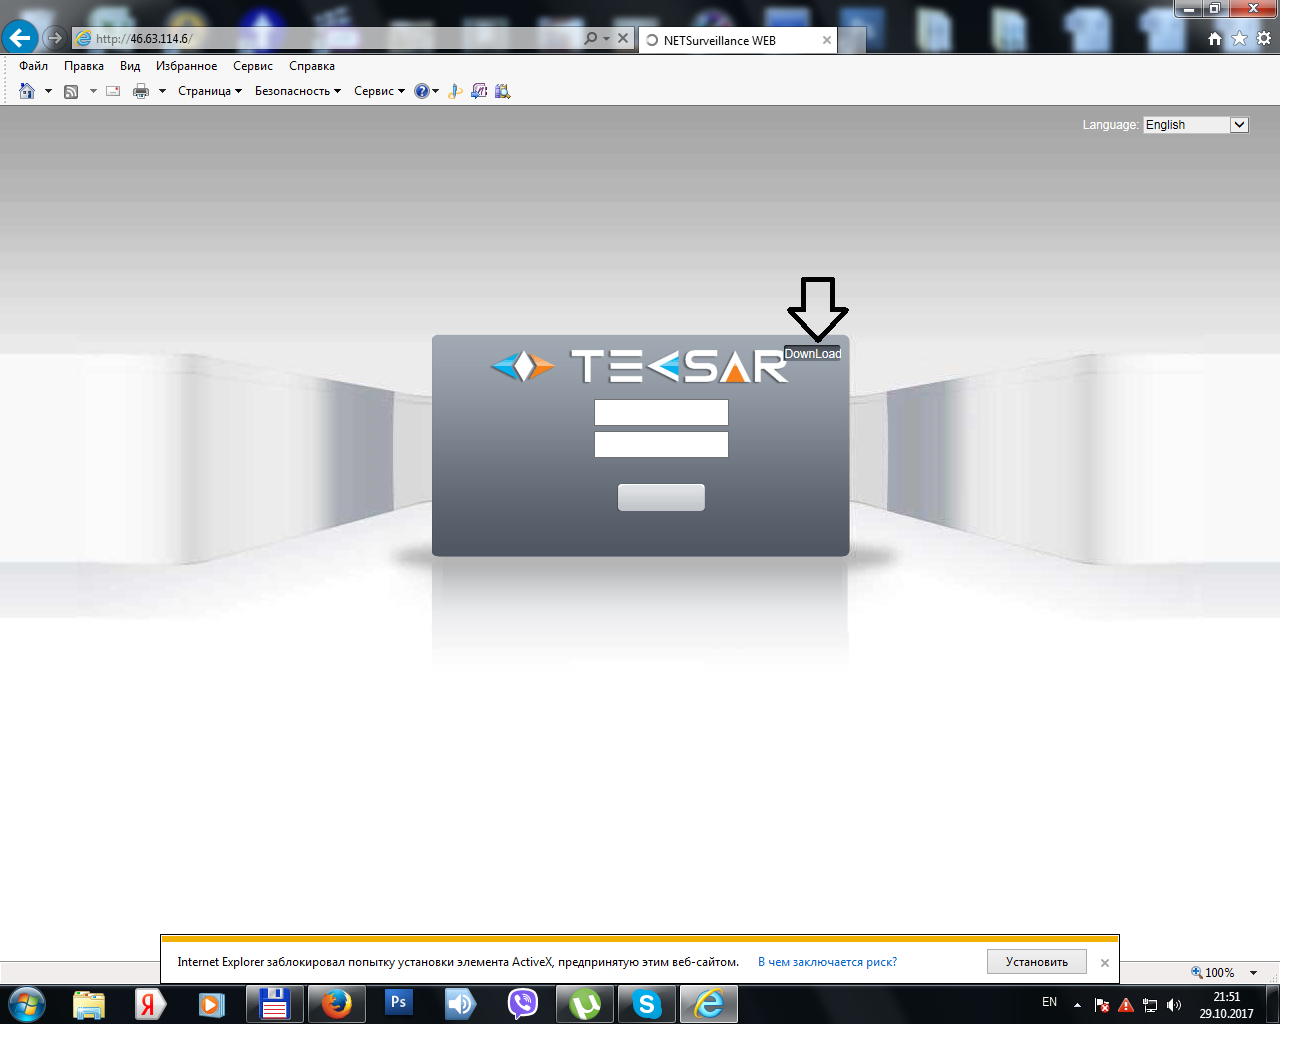 http://46.63.114.6/
NETSurveillance WEB
Файл Правка Вид Избранное Сервис Справка
Страница Безопасность Сервис
Language: English
TECSAR
DownLoad
Internet Explorer заблокировал попытку установки элемента ActiveX, предпринятую этим веб-сайтом. В чем заключается риск? Установить
100%
Я
Ps
S
EN
21:51
29.10.2017